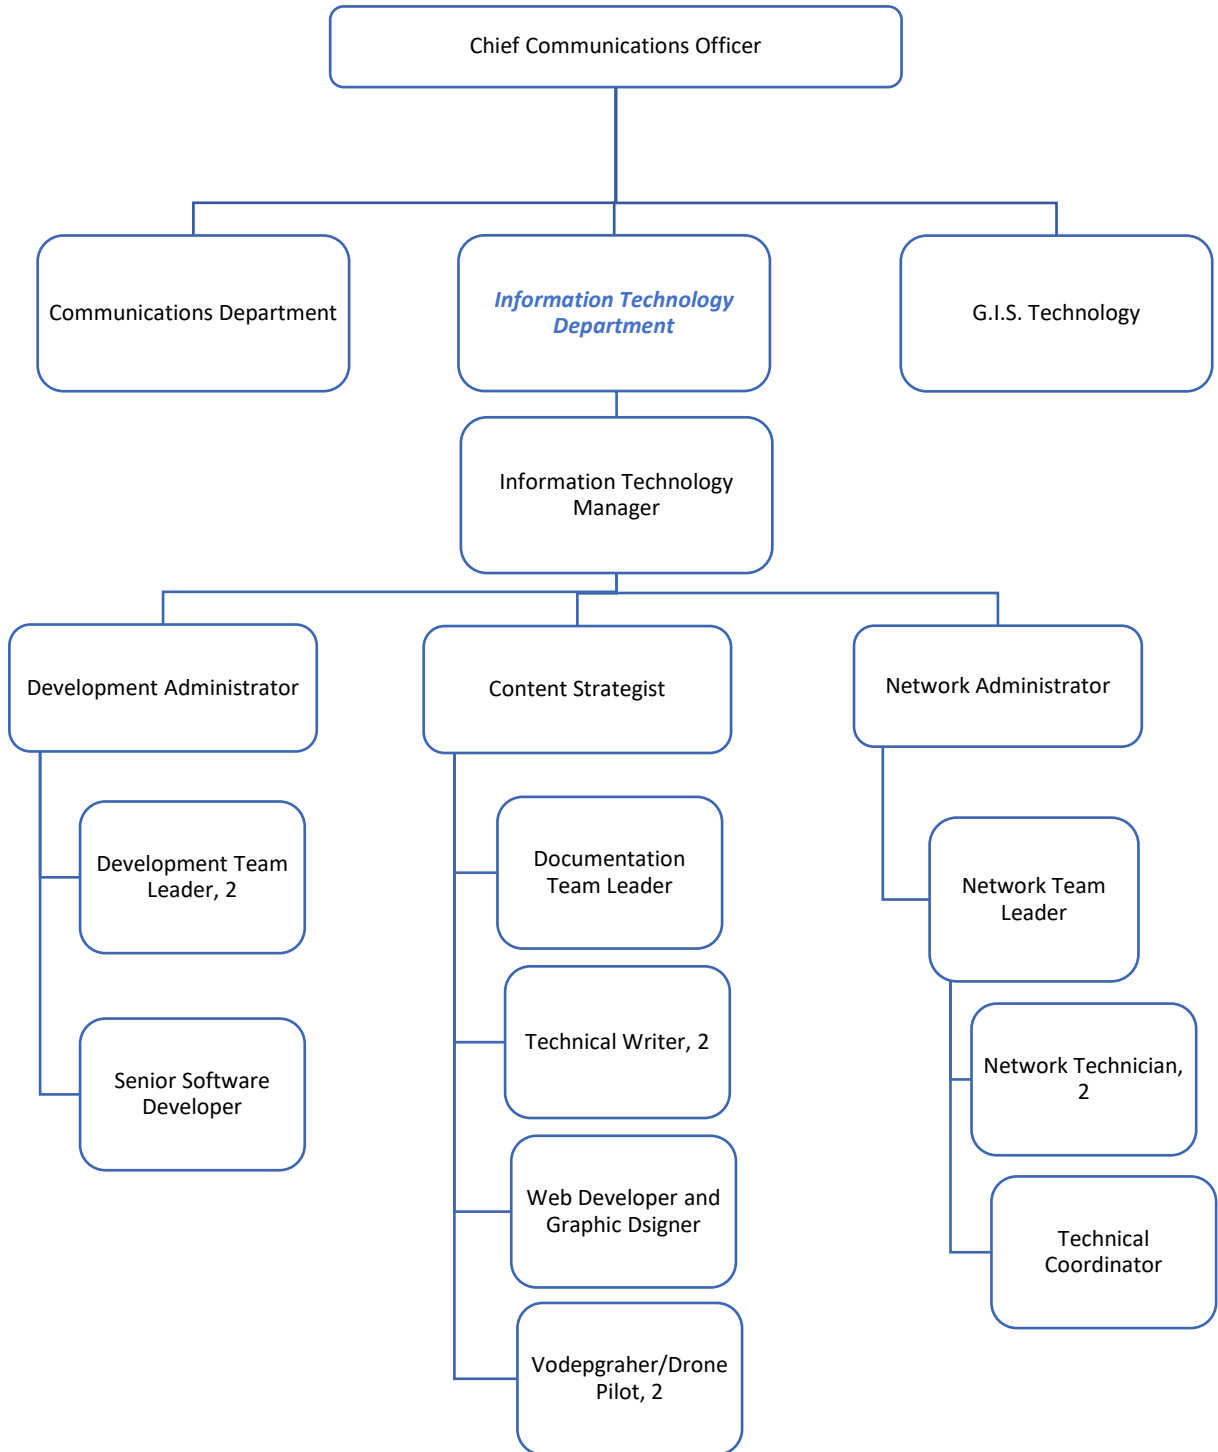 Chief Communications Officer
Communications Department
Information Technology
Department
G.I.S. Technology
Information Technology
Manager
Development Administrator
Content Strategist
Network Administrator
Development Team
Leader, 2
Senior Software
Developer
Documentation
Team Leader
Technical Writer, 2
Web Developer and
Graphic Dsigner
Vodepgraher/Drone
Pilot, 2
Network Team
Leader
Network Technician,
2
Technical
Coordinator